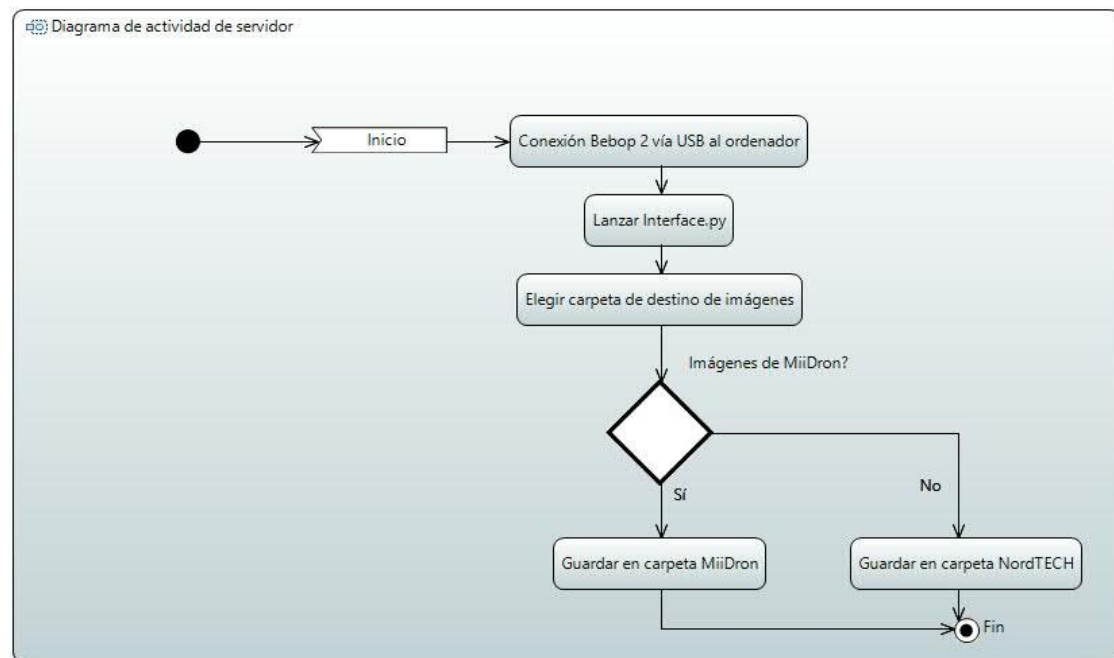 Diagrama de actividad de servidor
Inicio
Conexión Bebop 2 vía USB al ordenador
Lanzar Interface.py
Elegir carpeta de destino de imágenes
Imágenes de MiiDron?
Sí
No
Guardar en carpeta MiiDron
Guardar en carpeta NordTECH
Fin